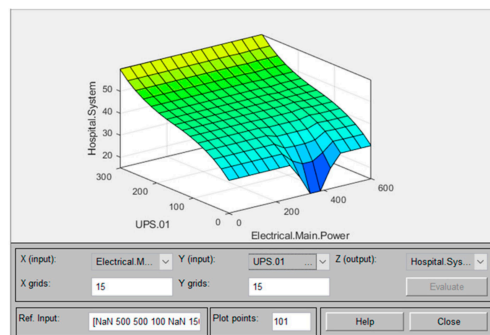 50
40
30
20
Hospital.System
300
200
100
0
UPS.01
0
200
400
600
Electrical.Main.Power
X (input): Electrical.M... Y (input): UPS.01 ... Z (output): Hospital.Sys...
X grids: 15 Y grids: 15 Evaluate
Ref. Input: [NaN 500 500 100 NaN 15 Plot points: 101 Help Close